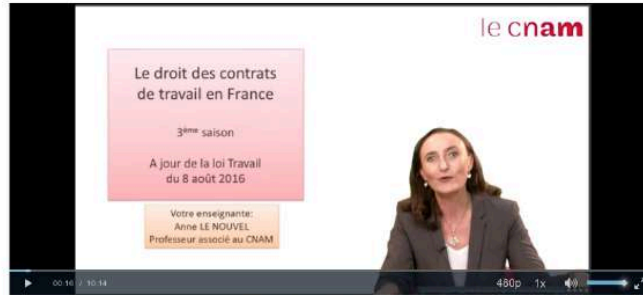 le cnam
Le droit des contrats
de travail en France
3ème saison
A jour de la loi Travail
du 8 août 2016
Votre enseignante:
Anne LE NOUVEL
Professeur associé au CNAM
00:16 / 10:14
480p 1x